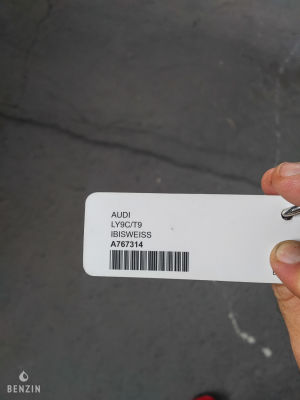 AUDI
LY9C/T9
IBISWEISS
A767314
BENZIN